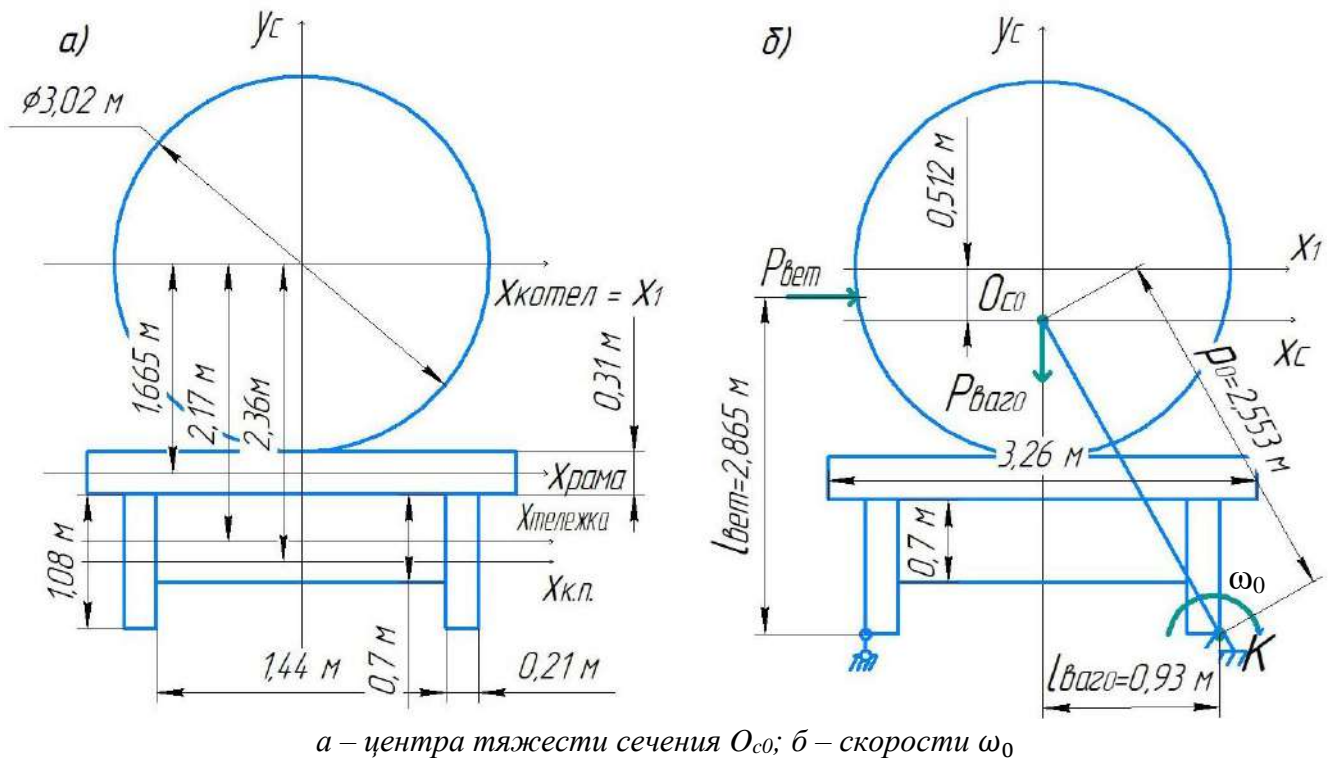 а)
yc
ϕ3,02 м
Xкотел = X1
1,665 м
2,17 м
2,36м
0,31 м
Xрама
Xтележка
Xк.п.
1,08 м
1,44 м
0,7 м
0,21 м
б)
yc
0,512 м
X1
Pвет
Oc0
Xc
Pваг0
ρ0=2,553 м
lвет=2,865 м
3,26 м
0,7 м
ω0
K
lваг0=0,93 м
а – центра тяжести сечения Oc0; б – скорости ω0